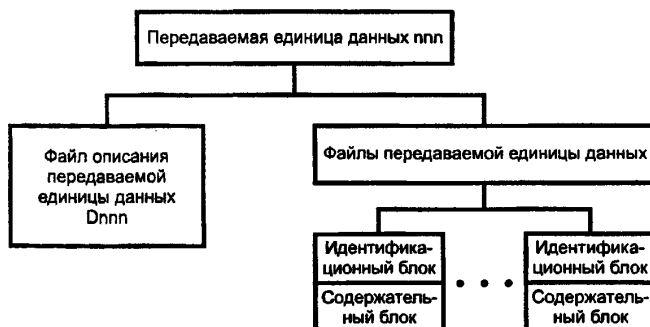 Передаваемая единица данных nnn
Файл описания
передаваемой
единицы данных
Dnnn
Файлы передаваемой единицы данных
Идентифика-
ционный блок
Содержатель-
ный блок
. . .
Идентифика-
ционный блок
Содержатель-
ный блок